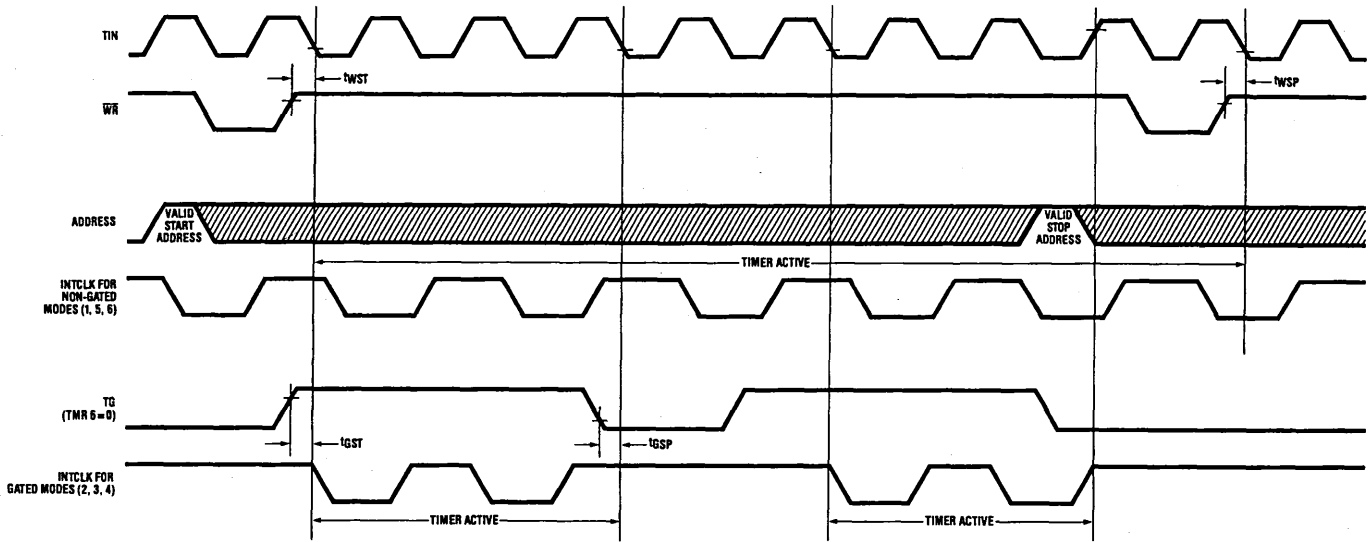 TIN
tWST
tWSP
WR
ADDRESS
VALID
START
ADDRESS
VALID
STOP
ADDRESS
TIMER ACTIVE
INTCLK FOR
NON-GATED
MODES (1, 5, 6)
TG
(TMR 6=0)
tGST
tGSP
INTCLK FOR
GATED MODES (2, 3, 4)
TIMER ACTIVE
TIMER ACTIVE